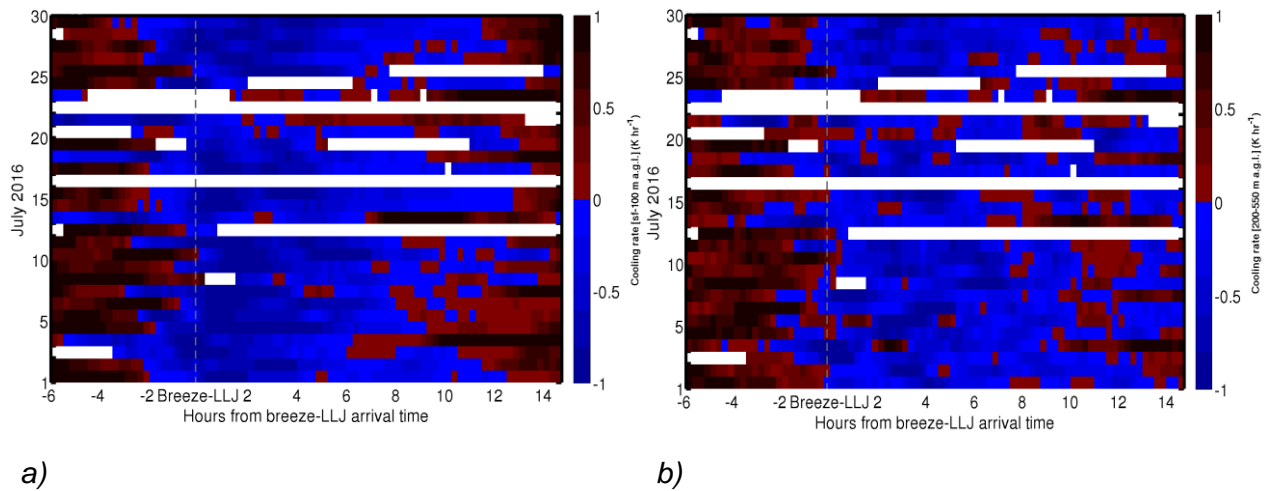 30
25
20
15
10
5
1
July 2016
-6 -4 -2 Breeze-LLJ 2 4 6 8 10 12 14
Hours from breeze-LLJ arrival time
1
0.5
0
-0.5
-1
Cooling rate [sf-100 m a.g.l.] (K hr-1)
a)
30
25
20
15
10
5
1
July 2016
-6 -4 -2 Breeze-LLJ 2 4 6 8 10 12 14
Hours from breeze-LLJ arrival time
1
0.5
0
-0.5
-1
Cooling rate [200-550 m a.g.l.] (K hr-1)
b)